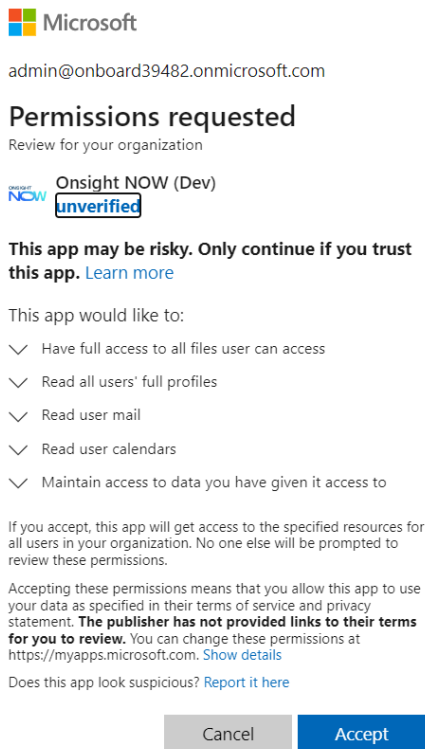 Microsoft
admin@onboard39482.onmicrosoft.com
Permissions requested
Review for your organization
ONSIGHT
NOW
Onsight NOW (Dev)
unverified
This app may be risky. Only continue if you trust
this app. Learn more
This app would like to:
Have full access to all files user can access
Read all users' full profiles
Read user mail
Read user calendars
Maintain access to data you have given it access to
If you accept, this app will get access to the specified resources for
all users in your organization. No one else will be prompted to
review these permissions.
Accepting these permissions means that you allow this app to use
your data as specified in their terms of service and privacy
statement. The publisher has not provided links to their terms
for you to review. You can change these permissions at
https://myapps.microsoft.com. Show details
Does this app look suspicious? Report it here
Cancel
Accept